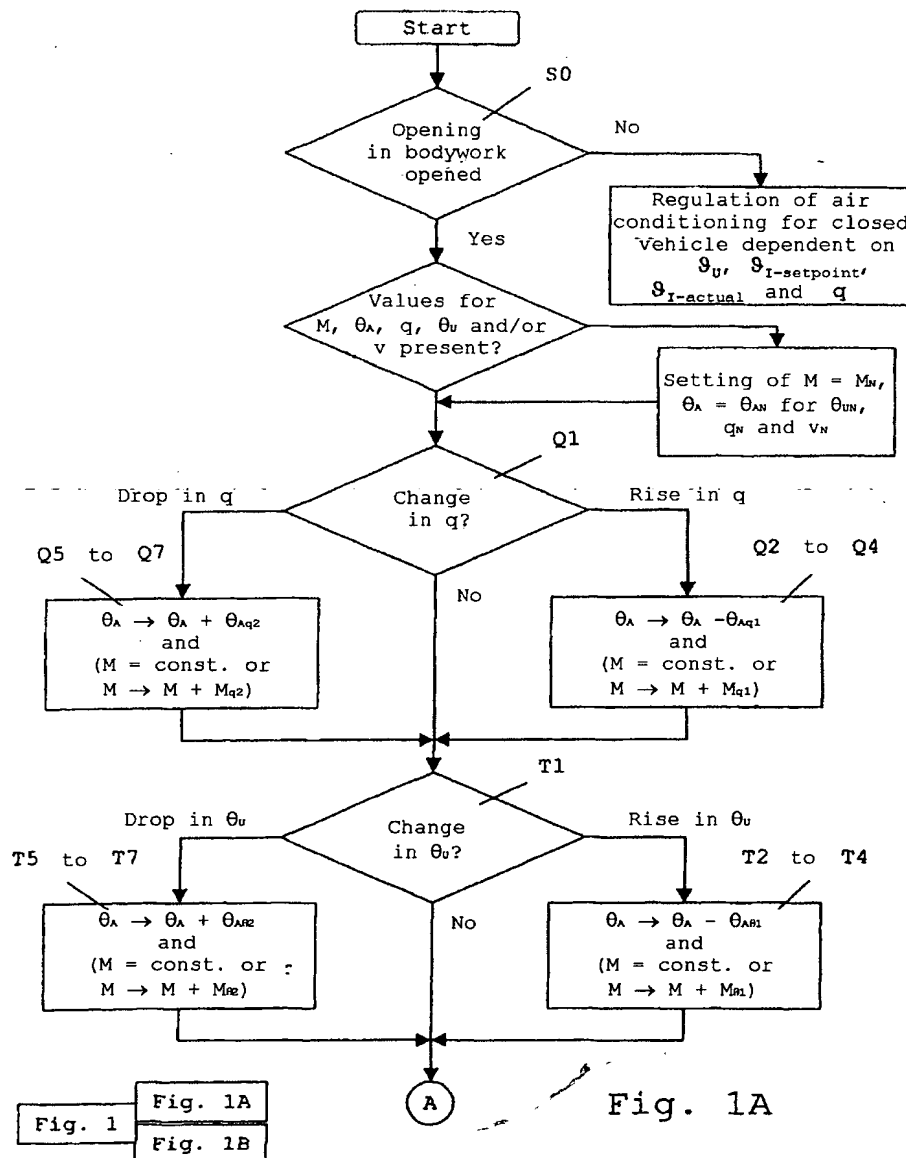 Start
S0
Opening
in bodywork
opened
No
Regulation of air
conditioning for closed
vehicle dependent on
ϑU, ϑI-setpoint,
ϑI-actual and q
Yes
Values for
M, θA, q, θU and/or
v present?
Setting of M = MN,
θA = θAN for θUN,
qN and vN
Q1
Drop in q
Change
in q?
Rise in q
Q5 to Q7
Q2 to Q4
No
θA → θA + θAq2
and
(M = const. or
M → M + Mq2)
θA → θA -θAq1
and
(M = const. or
M → M + Mq1)
T1
Drop in θU
Change
in θU?
Rise in θU
T5 to T7
T2 to T4
No
θA → θA + θAθ2
and
(M = const. or
M → M + Mθ2)
θA → θA - θAθ1
and
(M = const. or
M → M + Mθ1)
A
Fig. 1A
Fig. 1
Fig. 1A
Fig. 1B